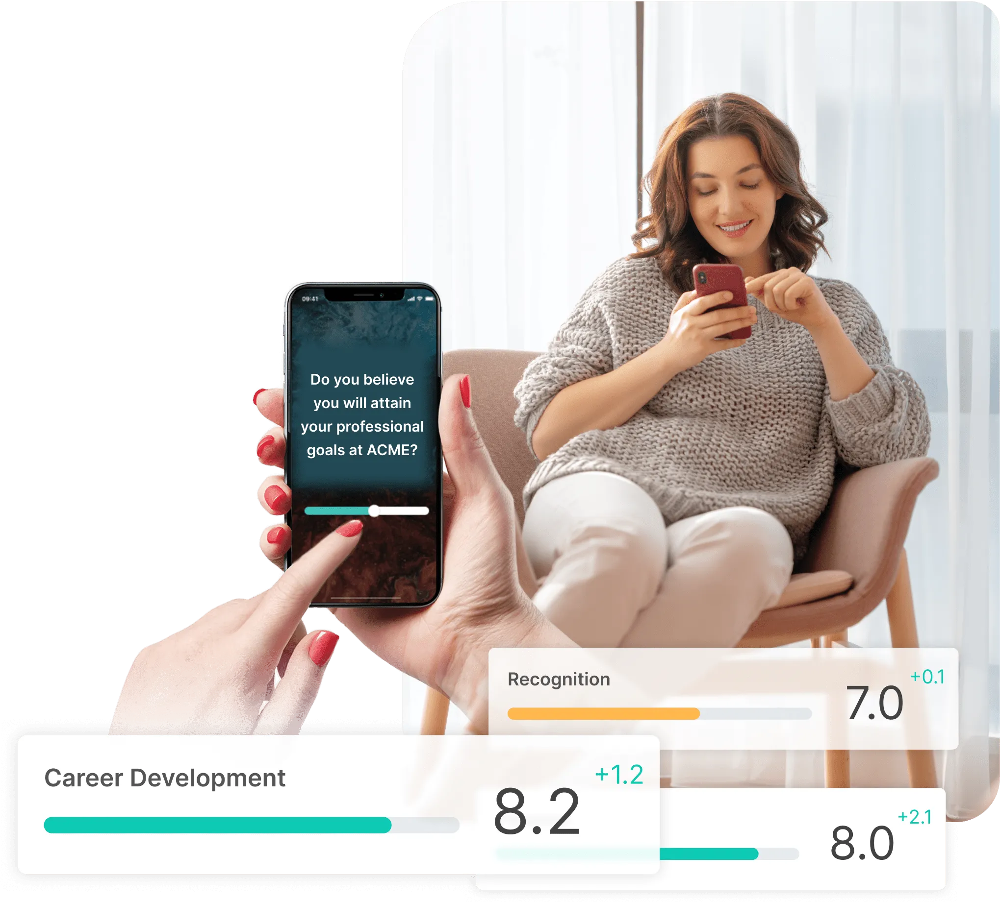 09:41
Do you believe
you will attain
your professional
goals at ACME?
Recognition
7.0
+0.1
Career Development
8.2
+1.2
8.0
+2.1